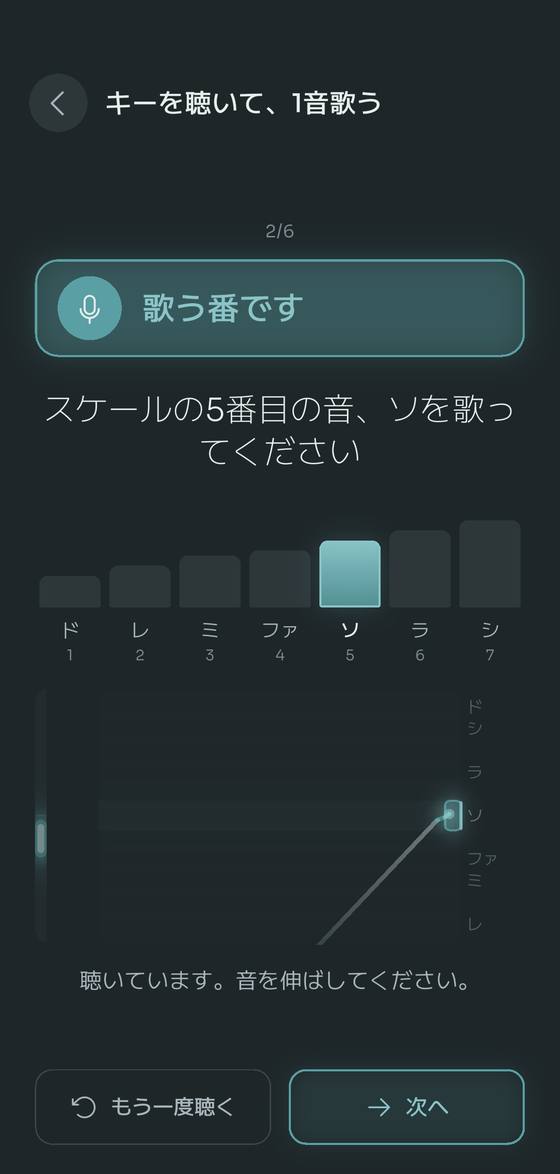 キーを聴いて、1音歌う
2/6
歌う番です
スケールの5番目の音、ソを歌っ
てください
ド レ ミ ファ ソ ラ シ
1 2 3 4 5 6 7
ド
シ
ラ
ソ
ファ
ミ
レ
聴いています。音を伸ばしてください。
もう一度聴く 次へ